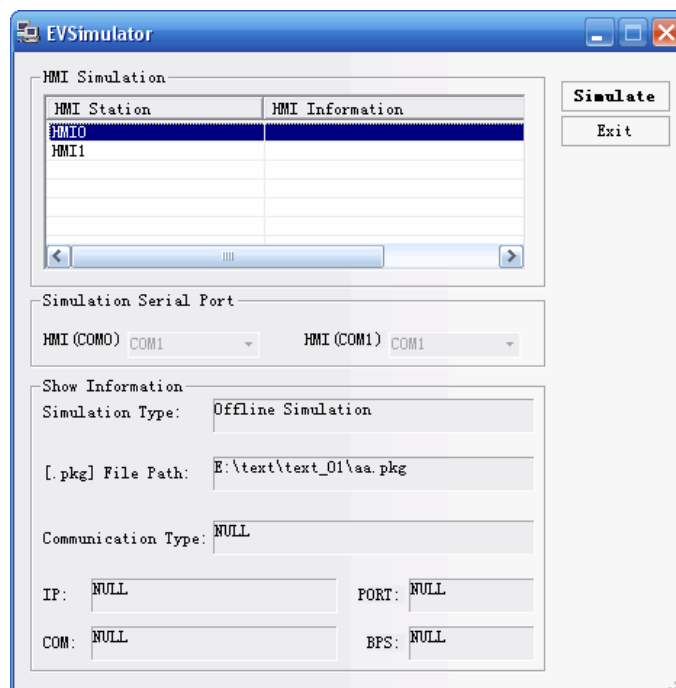 EVSimulator
HMI Simulation
HMI Station HMI Information
HMI0
HMI1
Simulate
Exit
Simulation Serial Port
HMI(COM0) COM1 HMI(COM1) COM1
Show Information
Simulation Type: Offline Simulation
[.pkg] File Path: E:\text\text_01\aa.pkg
Communication Type: NULL
IP: NULL PORT: NULL
COM: NULL BPS: NULL